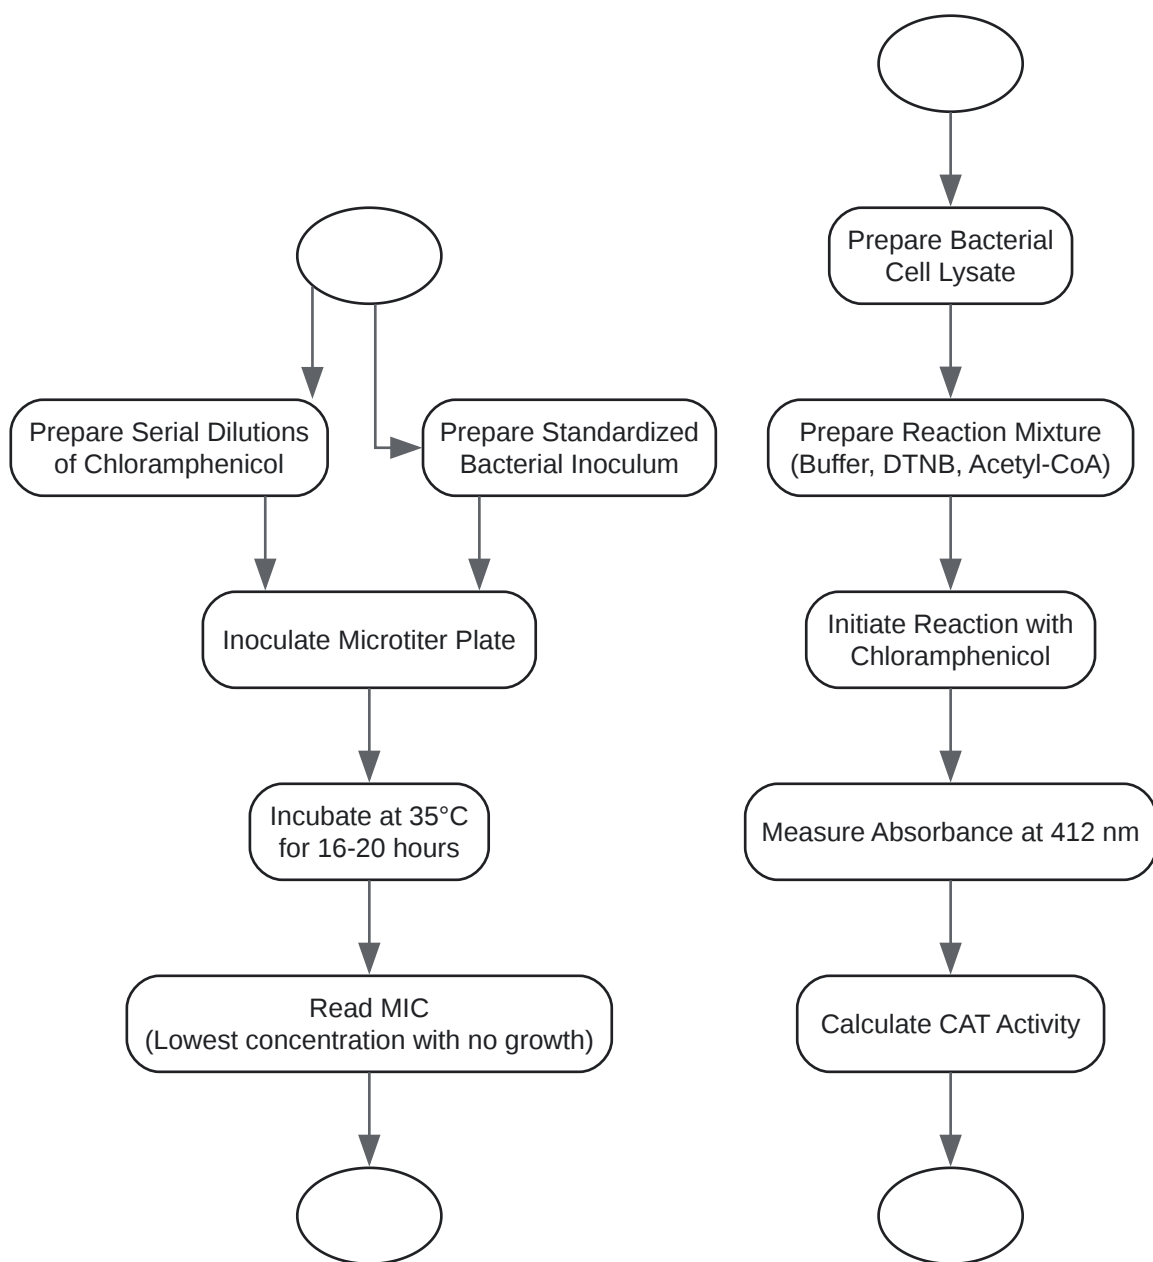 Prepare Serial Dilutions
of Chloramphenicol
Prepare Standardized
Bacterial Inoculum
Inoculate Microtiter Plate
Incubate at 35°C
for 16-20 hours
Read MIC
(Lowest concentration with no growth)
Prepare Bacterial
Cell Lysate
Prepare Reaction Mixture
(Buffer, DTNB, Acetyl-CoA)
Initiate Reaction with
Chloramphenicol
Measure Absorbance at 412 nm
Calculate CAT Activity